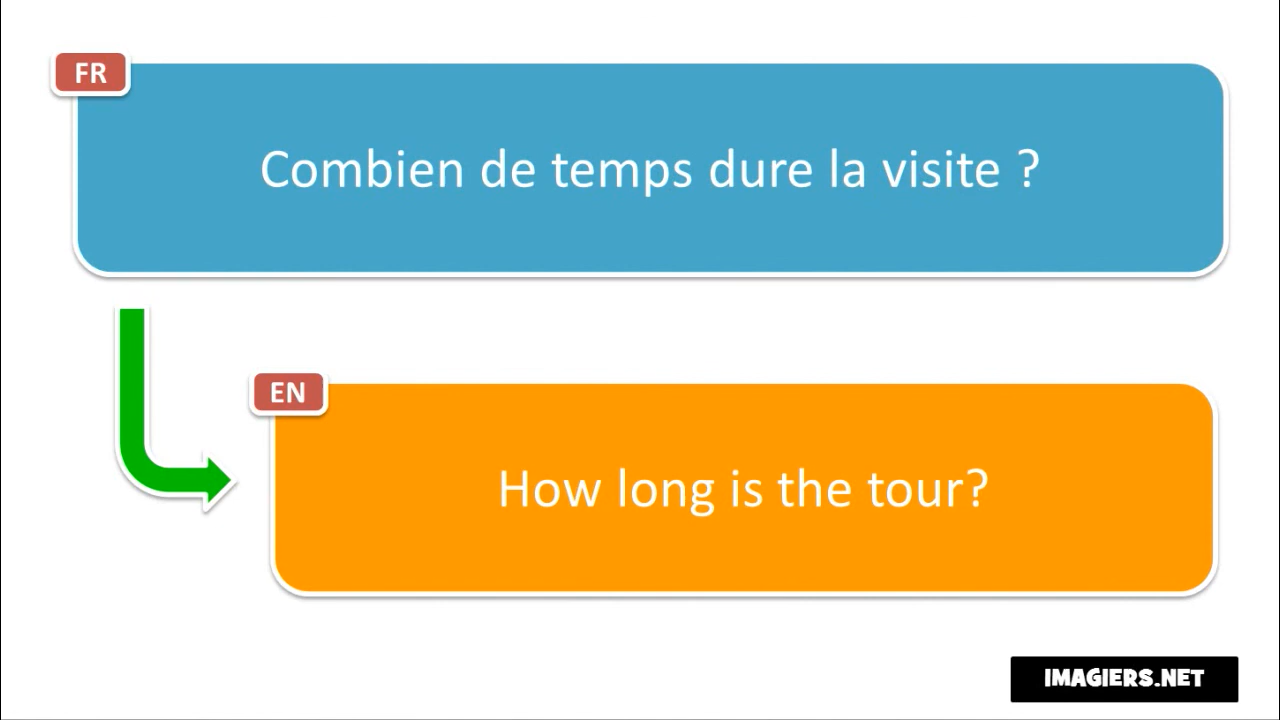 FR
Combien de temps dure la visite ?
EN
How long is the tour?
IMAGIERS.NET